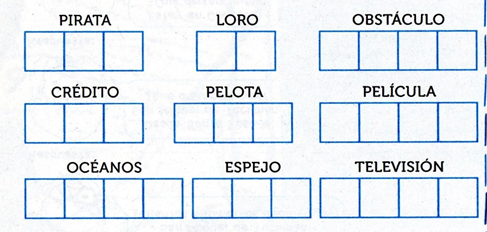 PIRATA LORO OBSTÁCULO
CRÉDITO PELOTA PELÍCULA
OCÉANOS ESPEJO TELEVISIÓN